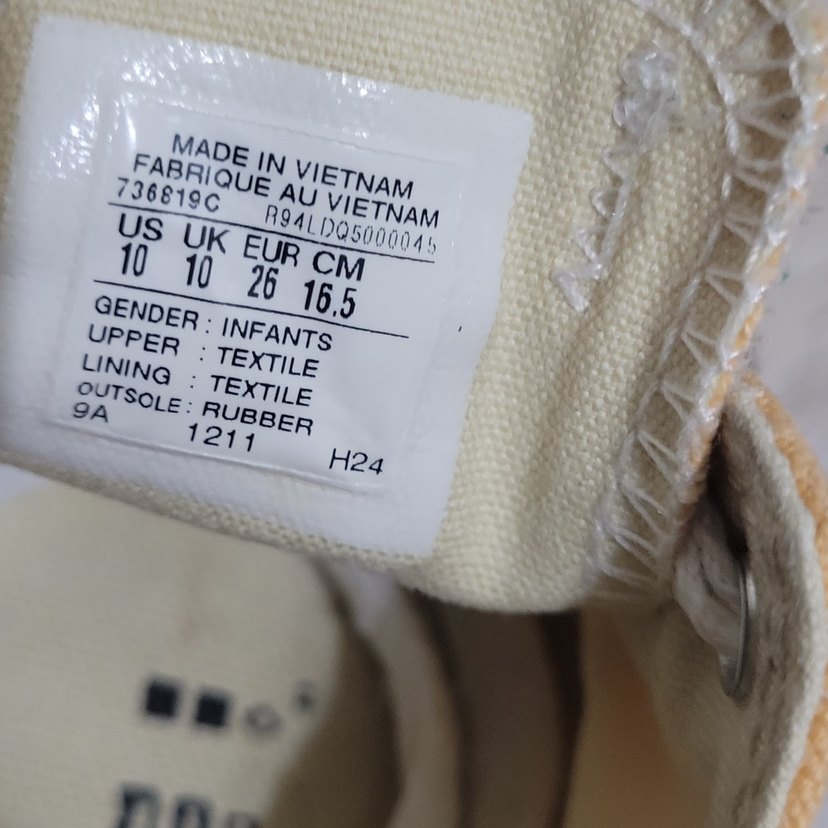 MADE IN VIETNAM
FABRIQUE AU VIETNAM
736819C R94LDQ5000045
US UK EUR CM
10 10 26 16.5
GENDER : INFANTS
UPPER : TEXTILE
LINING : TEXTILE
OUTSOLE : RUBBER
9A 1211 H24